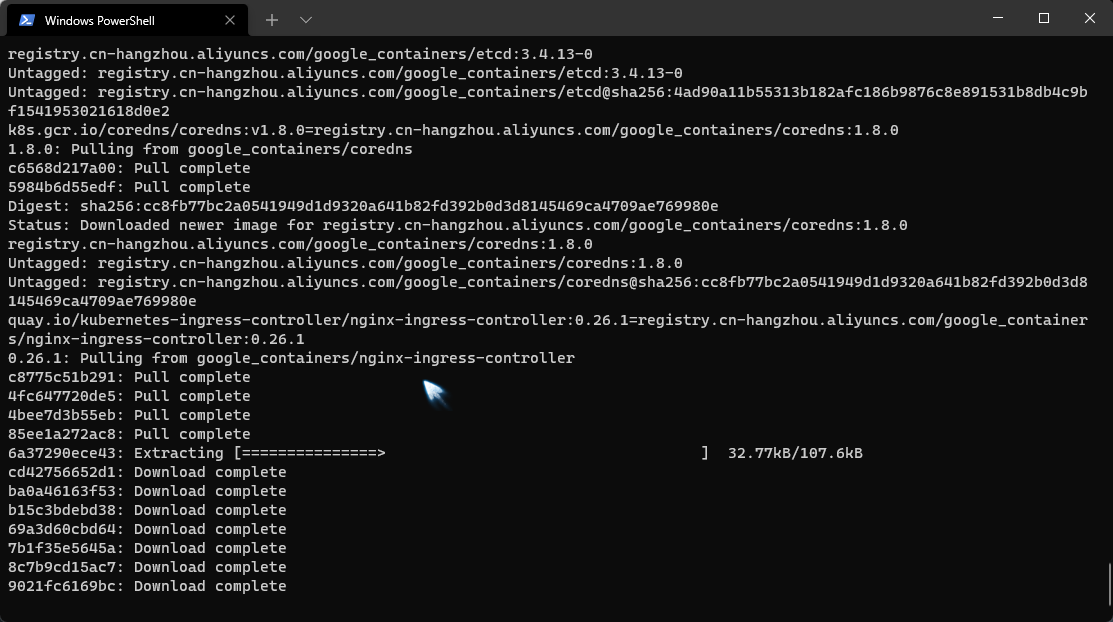 Windows PowerShell
registry.cn-hangzhou.aliyuncs.com/google_containers/etcd:3.4.13-0
Untagged: registry.cn-hangzhou.aliyuncs.com/google_containers/etcd:3.4.13-0
Untagged: registry.cn-hangzhou.aliyuncs.com/google_containers/etcd@sha256:4ad90a11b55313b182afc186b9876c8e891531b8db4c9b
f1541953021618d0e2
k8s.gcr.io/coredns/coredns:v1.8.0=registry.cn-hangzhou.aliyuncs.com/google_containers/coredns:1.8.0
1.8.0: Pulling from google_containers/coredns
c6568d217a00: Pull complete
5984b6d55edf: Pull complete
Digest: sha256:cc8fb77bc2a0541949d1d9320a641b82fd392b0d3d8145469ca4709ae769980e
Status: Downloaded newer image for registry.cn-hangzhou.aliyuncs.com/google_containers/coredns:1.8.0
registry.cn-hangzhou.aliyuncs.com/google_containers/coredns:1.8.0
Untagged: registry.cn-hangzhou.aliyuncs.com/google_containers/coredns:1.8.0
Untagged: registry.cn-hangzhou.aliyuncs.com/google_containers/coredns@sha256:cc8fb77bc2a0541949d1d9320a641b82fd392b0d3d8
145469ca4709ae769980e
quay.io/kubernetes-ingress-controller/nginx-ingress-controller:0.26.1=registry.cn-hangzhou.aliyuncs.com/google_container
s/nginx-ingress-controller:0.26.1
0.26.1: Pulling from google_containers/nginx-ingress-controller
c8775c51b291: Pull complete
4fc647720de5: Pull complete
4bee7d3b55eb: Pull complete
85ee1a272ac8: Pull complete
6a37290ece43: Extracting [===============>                                   ]  32.77kB/107.6kB
cd42756652d1: Download complete
ba0a46163f53: Download complete
b15c3bdebd38: Download complete
69a3d60cbd64: Download complete
7b1f35e5645a: Download complete
8c7b9cd15ac7: Download complete
9021fc6169bc: Download complete